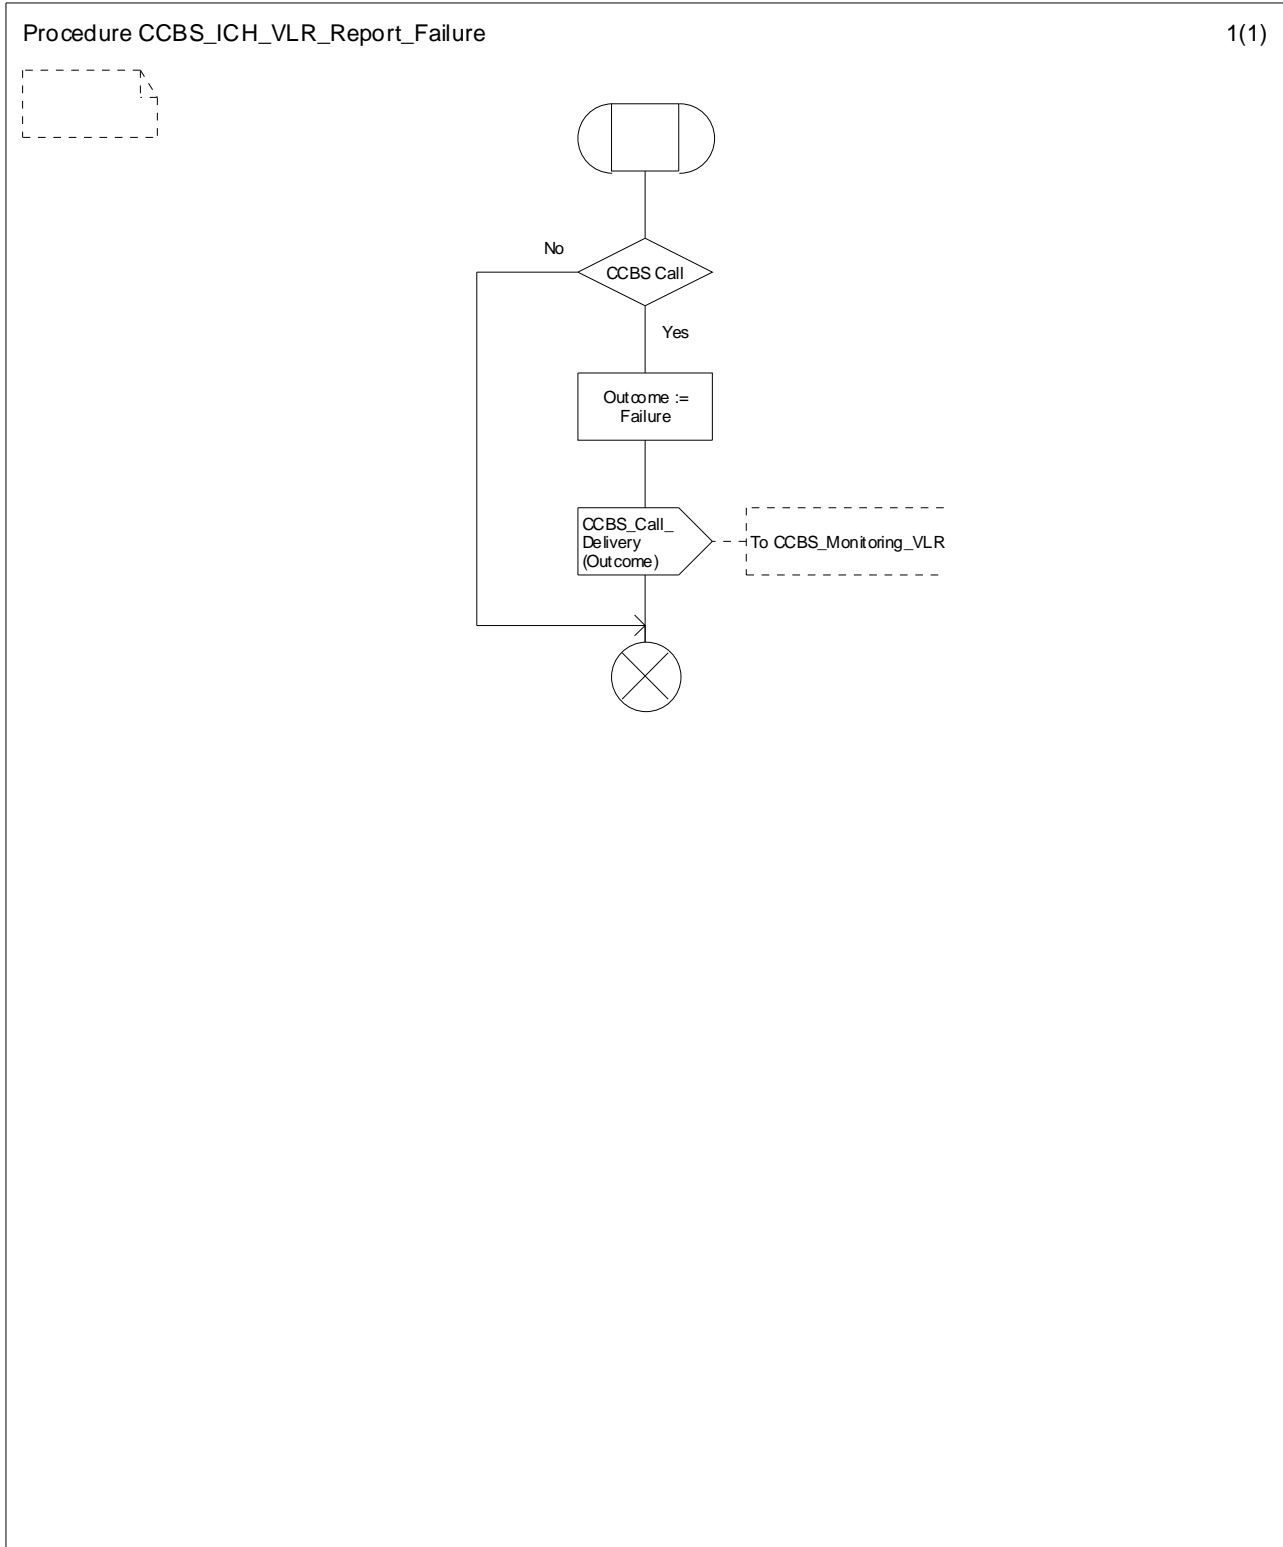 Procedure CCBS_ICH_VLR_Report_Failure
1(1)
No
CCBS Call
Yes
Outcome :=
Failure
CCBS_Call_
Delivery
(Outcome)
To CCBS_Monitoring_VLR